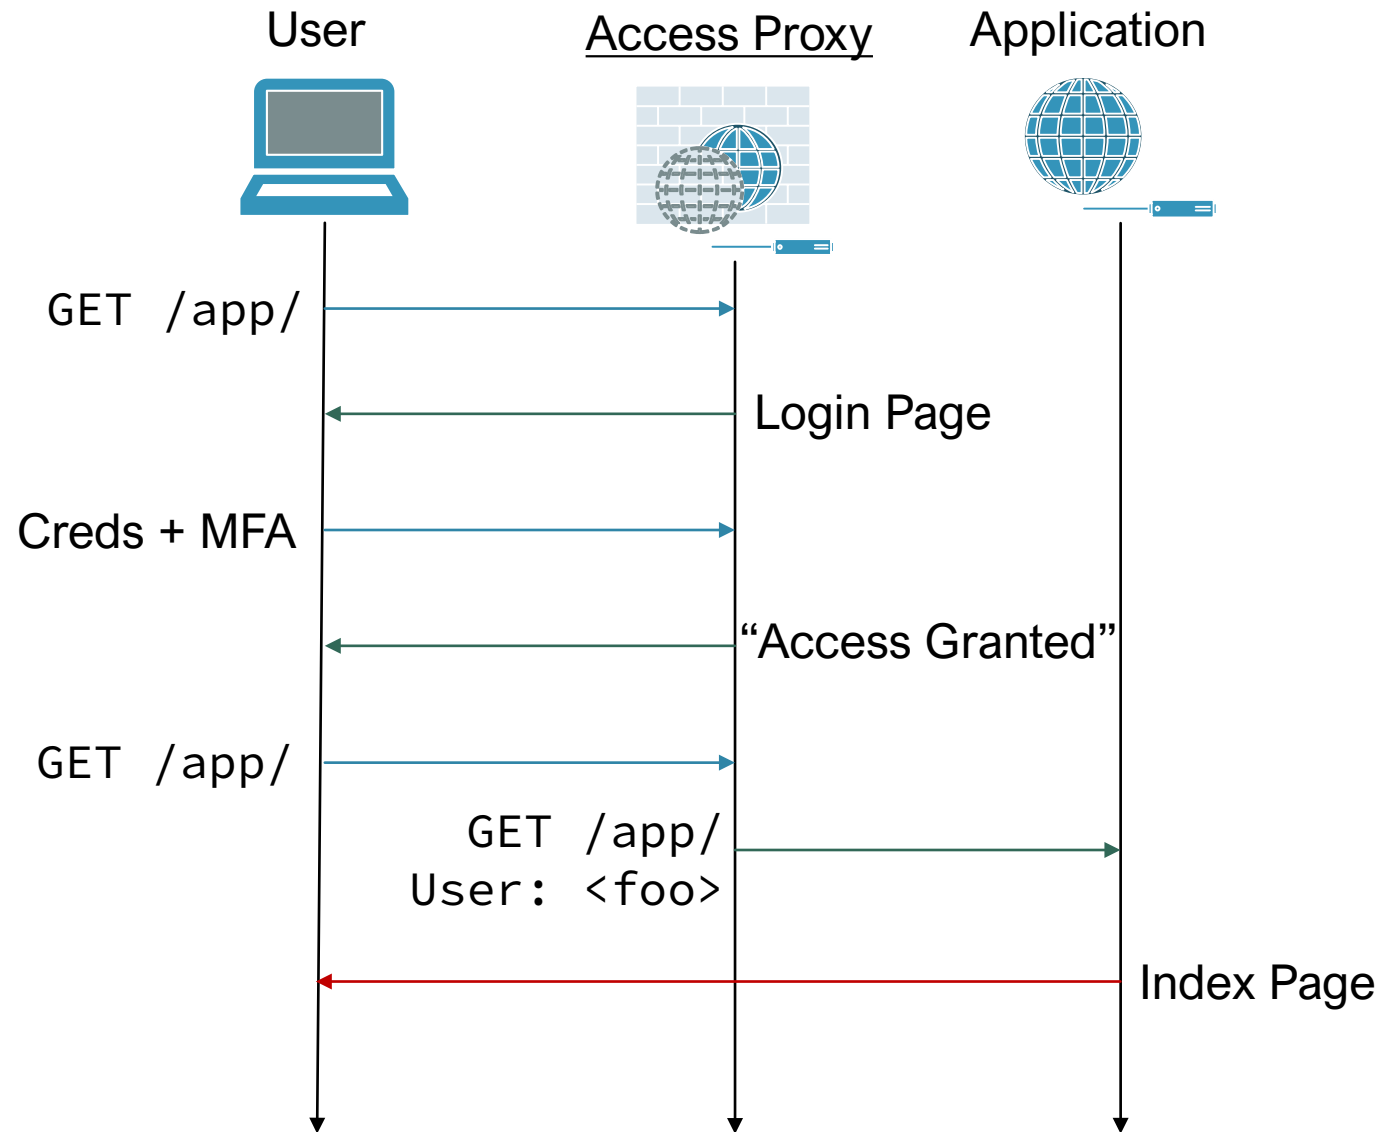 User
Access Proxy
Application
GET /app/
Login Page
Creds + MFA
“Access Granted”
GET /app/
GET /app/
User: <foo>
Index Page